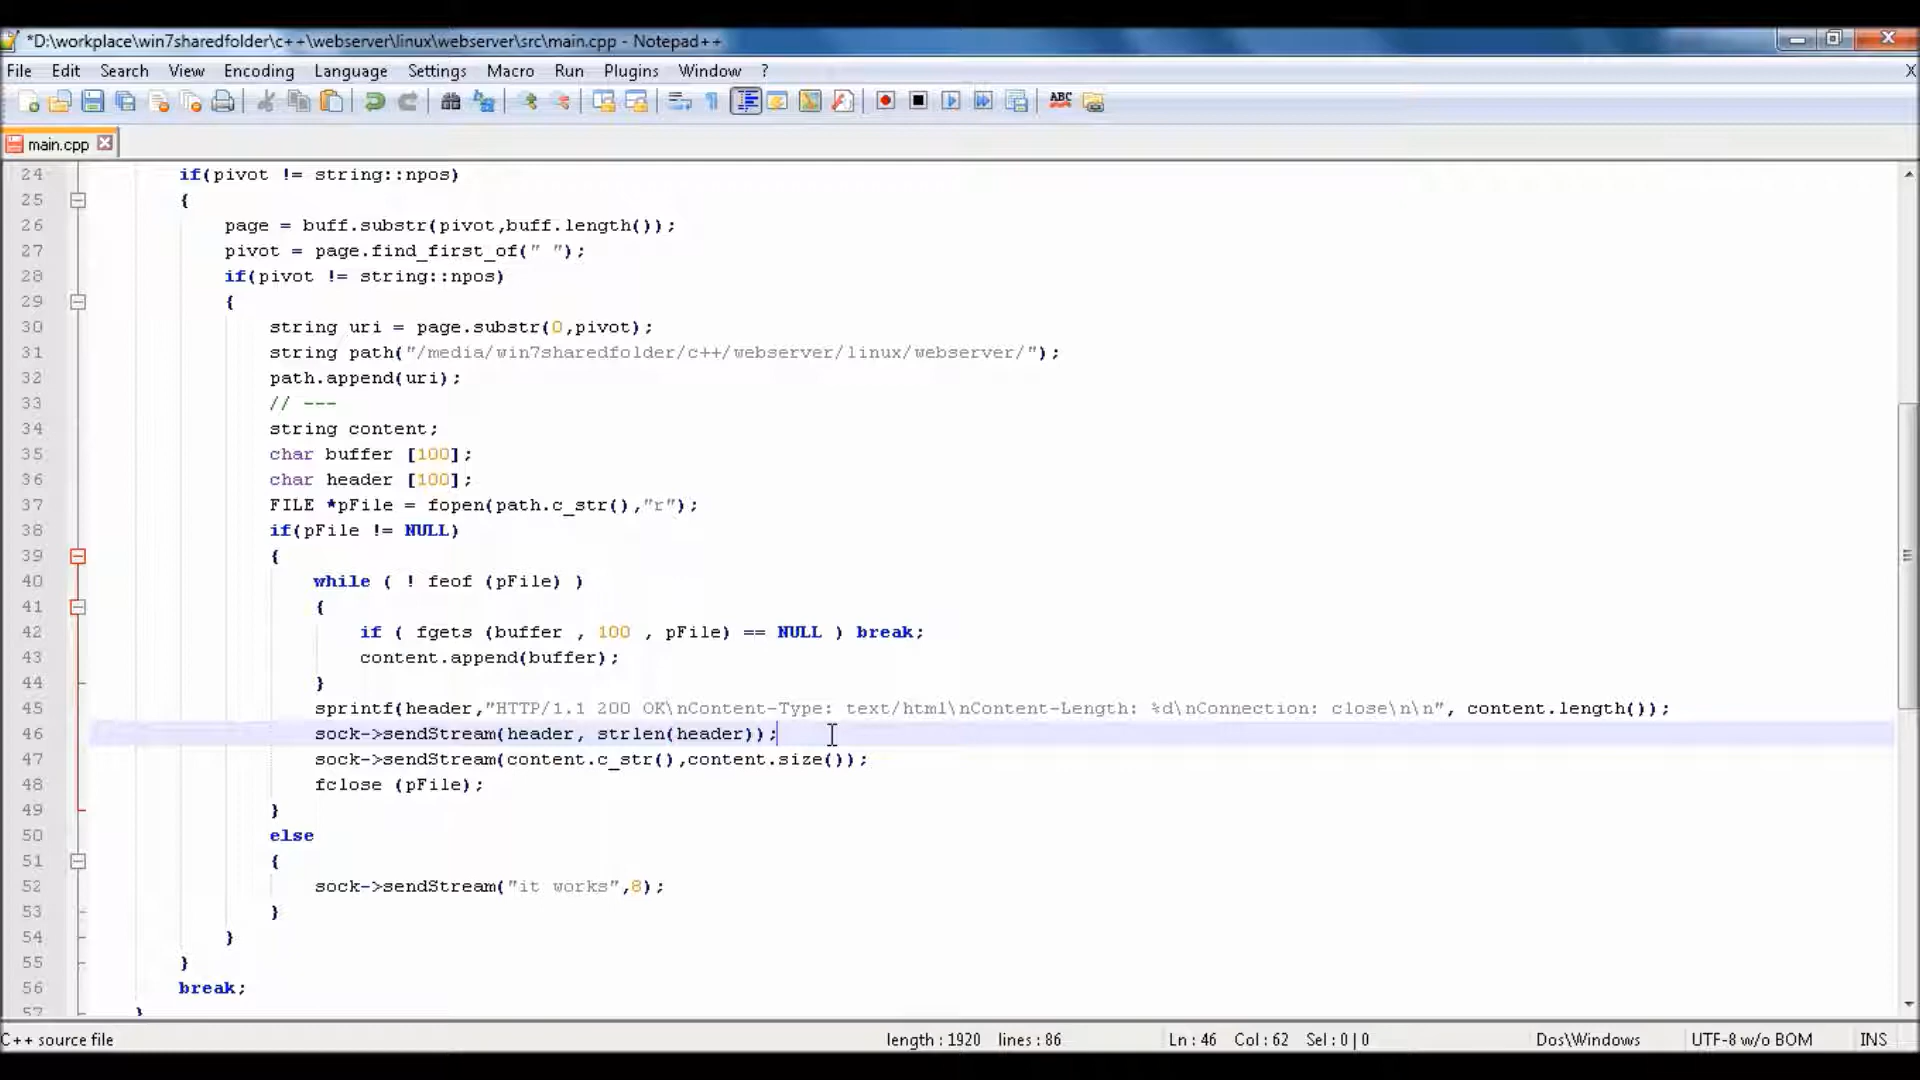 *D:\workplace\win7sharedfolder\c++\webserver\linux\webserver\src\main.cpp - Notepad++
File Edit Search View Encoding Language Settings Macro Run Plugins Window ? X
ABC
main.cpp
24 if(pivot != string::npos)
25 {
26 page = buff.substr(pivot,buff.length());
27 pivot = page.find_first_of(" ");
28 if(pivot != string::npos)
29 {
30 string uri = page.substr(0,pivot);
31 string path("/media/win7sharedfolder/c++/webserver/linux/webserver/");
32 path.append(uri);
33 // ---
34 string content;
35 char buffer [100];
36 char header [100];
37 FILE *pFile = fopen(path.c_str(),"r");
38 if(pFile != NULL)
39 {
40 while ( ! feof (pFile) )
41 {
42 if ( fgets (buffer , 100 , pFile) == NULL ) break;
43 content.append(buffer);
44 }
45 sprintf(header,"HTTP/1.1 200 OK\nContent-Type: text/html\nContent-Length: %d\nConnection: close\n\n", content.length());
46 sock->sendStream(header, strlen(header));
47 sock->sendStream(content.c_str(),content.size());
48 fclose (pFile);
49 }
50 else
51 {
52 sock->sendStream("it works",8);
53 }
54 }
55 }
56 break;
57 }
C++ source file length : 1920 lines : 86 Ln : 46 Col : 62 Sel : 0 | 0 Dos\Windows UTF-8 w/o BOM INS